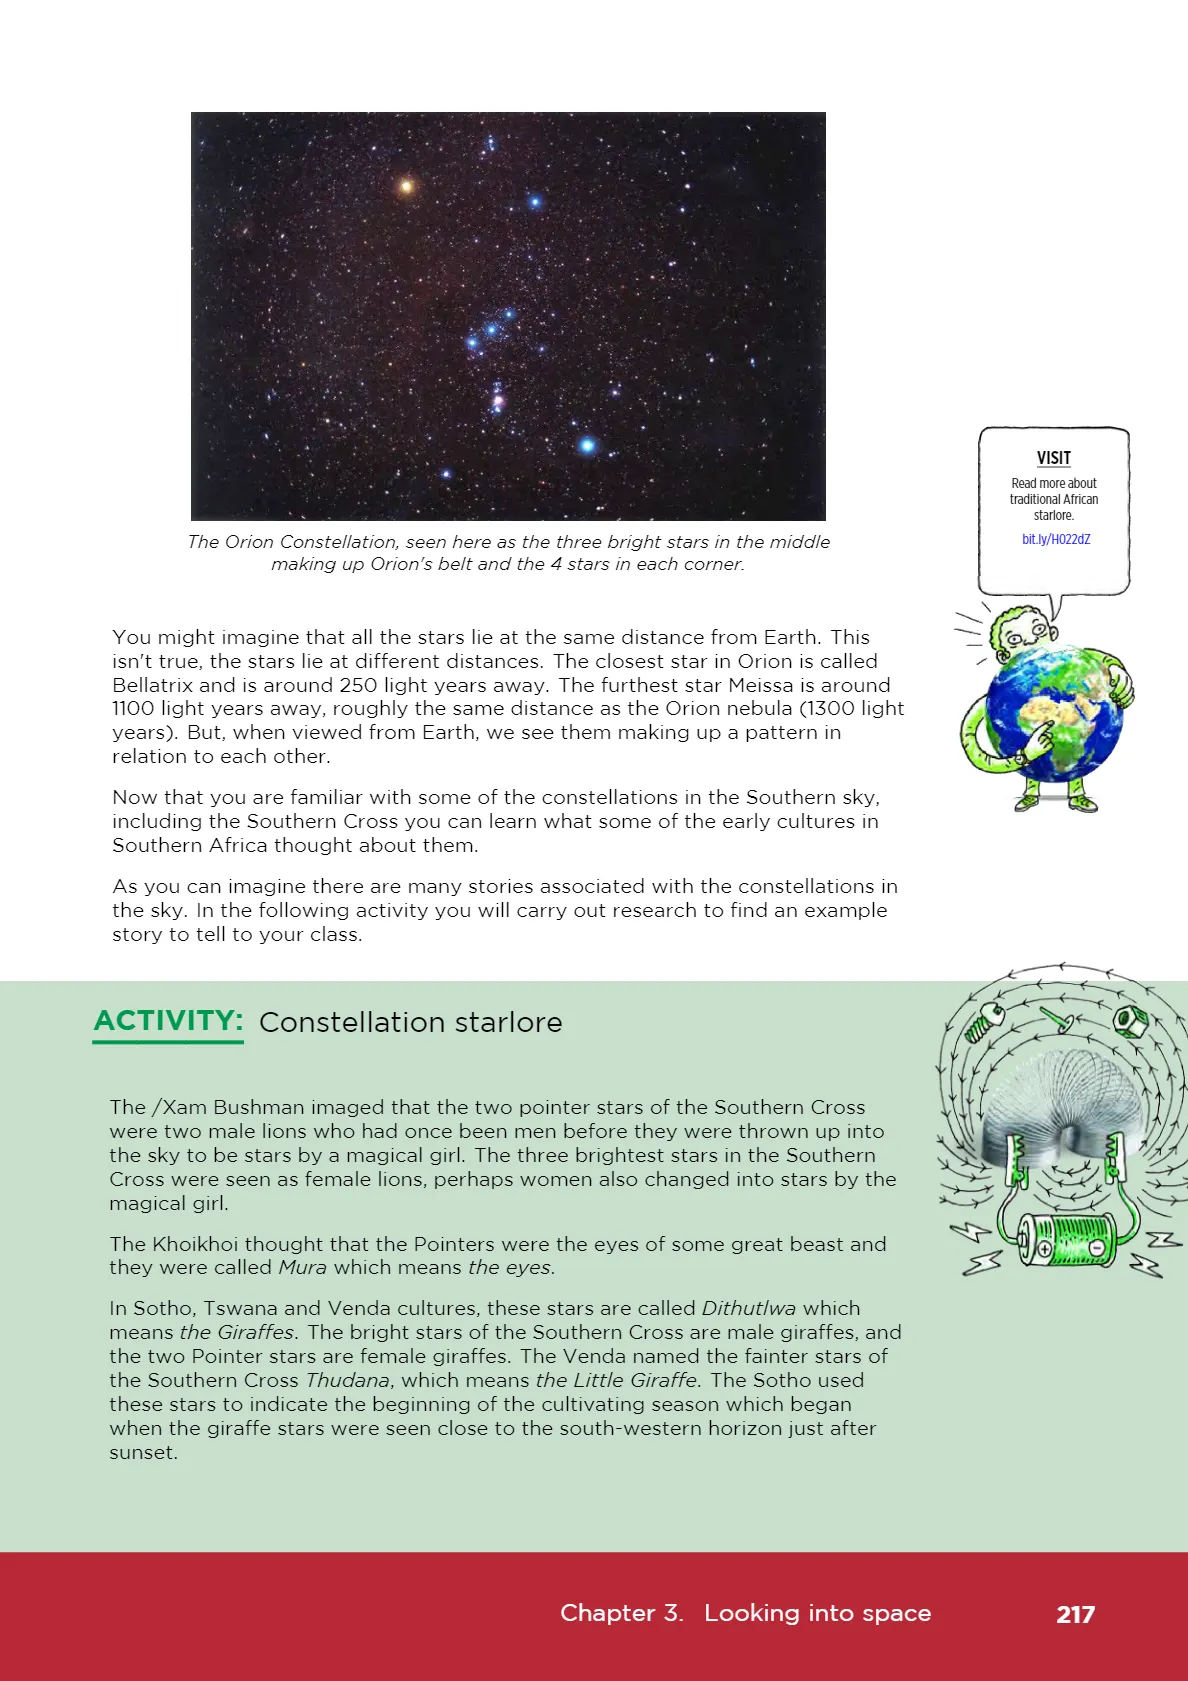 The Orion Constellation, seen here as the three bright stars in the middle
making up Orion's belt and the 4 stars in each corner.
VISIT
Read more about
traditional African
starlore.
bit.ly/H022dZ
You might imagine that all the stars lie at the same distance from Earth. This
isn't true, the stars lie at different distances. The closest star in Orion is called
Bellatrix and is around 250 light years away. The furthest star Meissa is around
1100 light years away, roughly the same distance as the Orion nebula (1300 light
years). But, when viewed from Earth, we see them making up a pattern in
relation to each other.
Now that you are familiar with some of the constellations in the Southern sky,
including the Southern Cross you can learn what some of the early cultures in
Southern Africa thought about them.
As you can imagine there are many stories associated with the constellations in
the sky. In the following activity you will carry out research to find an example
story to tell to your class.
ACTIVITY: Constellation starlore
The /Xam Bushman imaged that the two pointer stars of the Southern Cross
were two male lions who had once been men before they were thrown up into
the sky to be stars by a magical girl. The three brightest stars in the Southern
Cross were seen as female lions, perhaps women also changed into stars by the
magical girl.
The Khoikhoi thought that the Pointers were the eyes of some great beast and
they were called Mura which means the eyes.
In Sotho, Tswana and Venda cultures, these stars are called Dithutlwa which
means the Giraffes. The bright stars of the Southern Cross are male giraffes, and
the two Pointer stars are female giraffes. The Venda named the fainter stars of
the Southern Cross Thudana, which means the Little Giraffe. The Sotho used
these stars to indicate the beginning of the cultivating season which began
when the giraffe stars were seen close to the south-western horizon just after
sunset.
Chapter 3. Looking into space 217